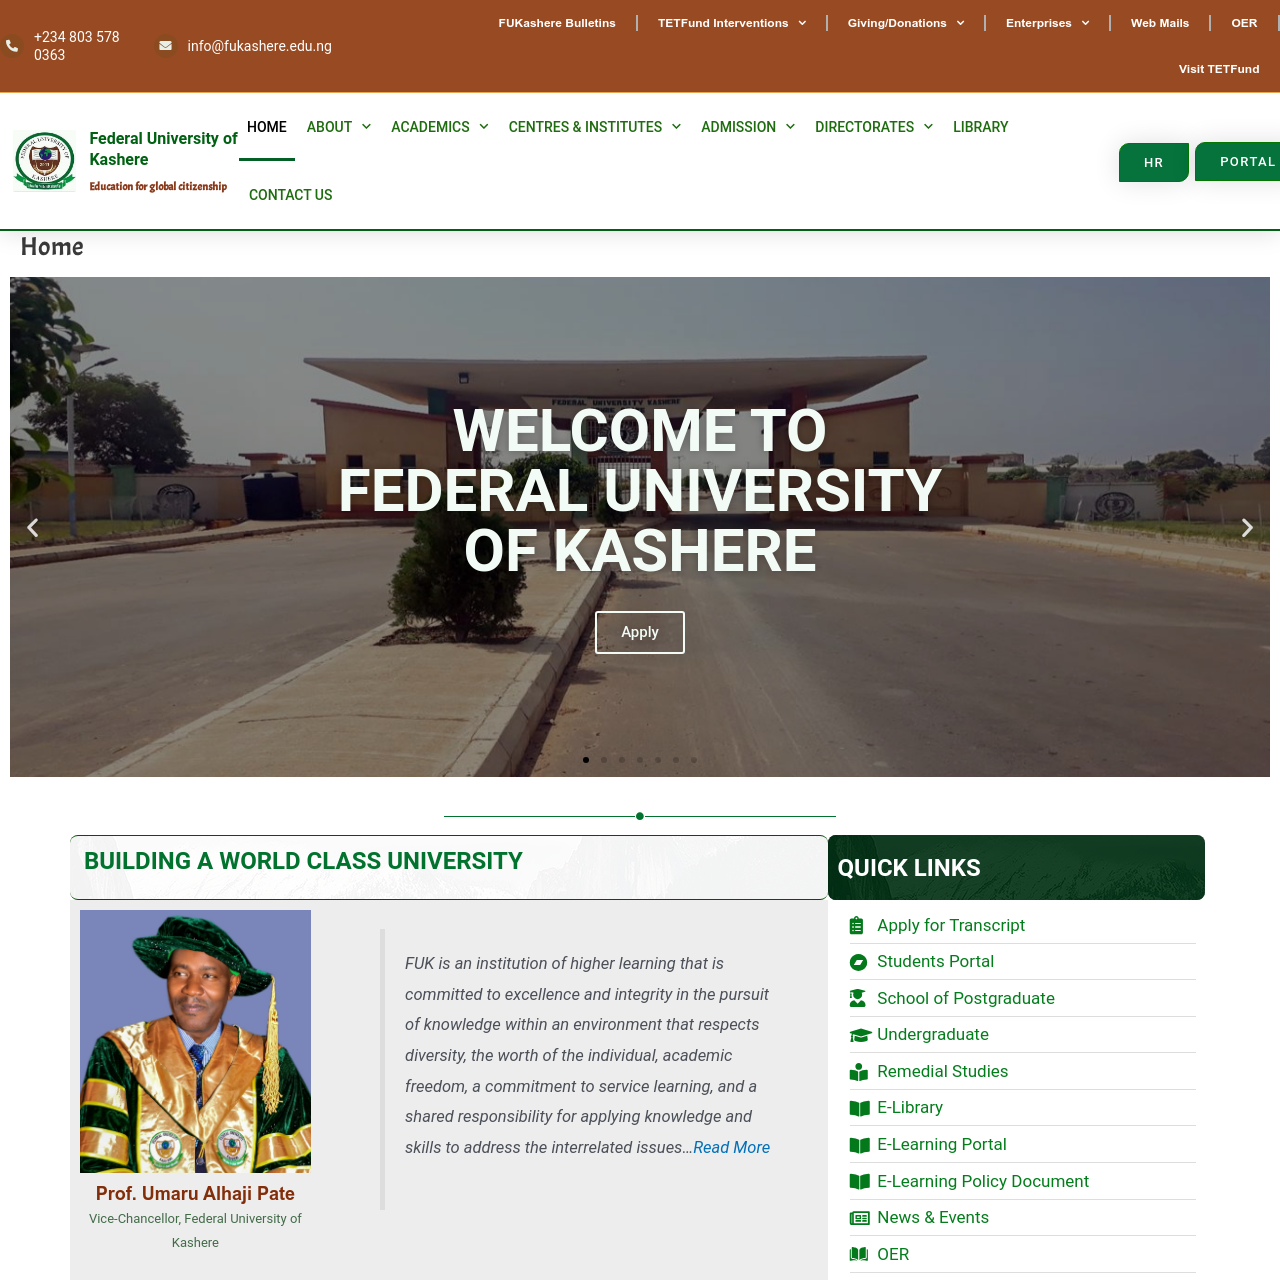 +234 803 578
0363
info@fukashere.edu.ng
FUKashere Bulletins
TETFund Interventions
Giving/Donations
Enterprises
Web Mails
OER
Visit TETFund
Federal University of
Kashere
Education for global citizenship
HOME
ABOUT
ACADEMICS
CENTRES & INSTITUTES
ADMISSION
DIRECTORATES
LIBRARY
CONTACT US
HR
PORTAL
Home
FEDERAL UNIVERSITY KASHERE
WELCOME TO
FEDERAL UNIVERSITY
OF KASHERE
Apply
BUILDING A WORLD CLASS UNIVERSITY
FUK is an institution of higher learning that is
committed to excellence and integrity in the pursuit
of knowledge within an environment that respects
diversity, the worth of the individual, academic
freedom, a commitment to service learning, and a
shared responsibility for applying knowledge and
skills to address the interrelated issues…Read More
Prof. Umaru Alhaji Pate
Vice-Chancellor, Federal University of
Kashere
QUICK LINKS
Apply for Transcript
Students Portal
School of Postgraduate
Undergraduate
Remedial Studies
E-Library
E-Learning Portal
E-Learning Policy Document
News & Events
OER